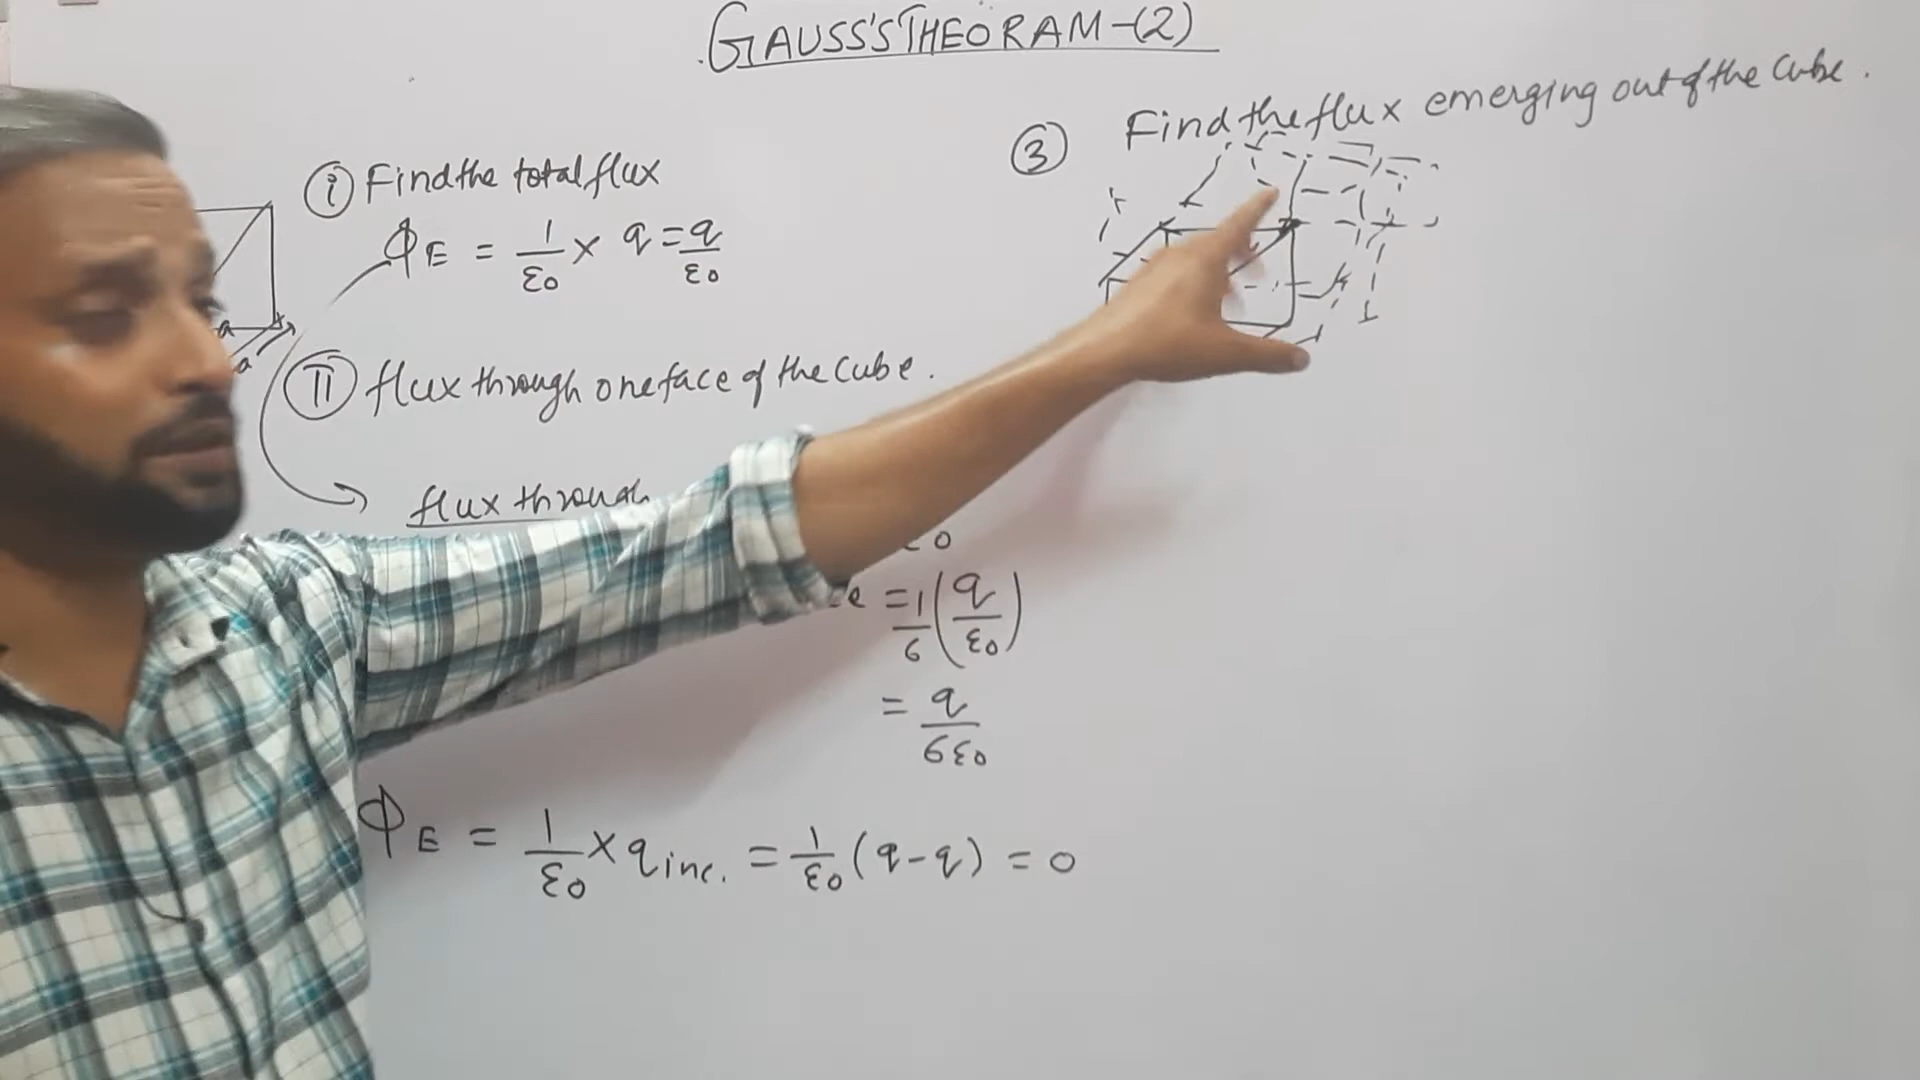 GAUSS'S THEORAM-(2)
(i) Find the total flux
ΦE = 1/ε0 × q = q/ε0
(II) flux through one face of the cube.
flux through
= 1/6 (q/ε0)
= q/6ε0
ΦE = 1/ε0 × qinc. = 1/ε0 (q-q) = 0
(3) Find the flux emerging out of the cube.
a
a